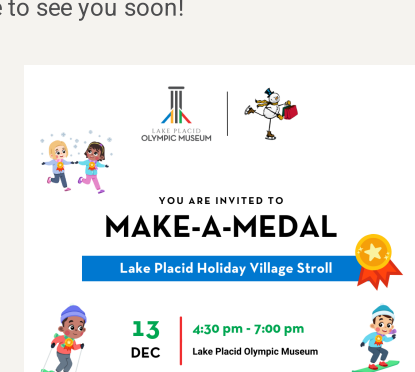 to see you soon!
LAKE PLACID
OLYMPIC MUSEUM
YOU ARE INVITED TO
MAKE-A-MEDAL
Lake Placid Holiday Village Stroll
13
DEC
4:30 pm - 7:00 pm
Lake Placid Olympic Museum